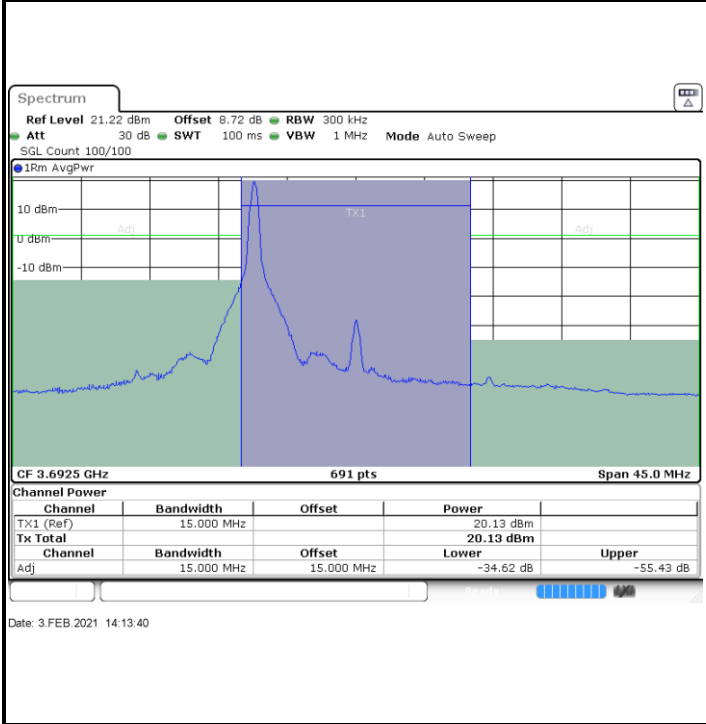 Spectrum
Ref Level 21.22 dBm Offset 8.72 dB RBW 300 kHz
Att 30 dB SWT 100 ms VBW 1 MHz Mode Auto Sweep
SGL Count 100/100
1Rm AvgPwr
10 dBm
TX1
Adj
Adj
0 dBm
-10 dBm
CF 3.6925 GHz 691 pts Span 45.0 MHz
Channel Power
Channel Bandwidth Offset Power
TX1 (Ref) 15.000 MHz 20.13 dBm
Tx Total 20.13 dBm
Channel Bandwidth Offset Lower Upper
Adj 15.000 MHz 15.000 MHz -34.62 dB -55.43 dB
Ready
Date: 3.FEB.2021 14:13:40